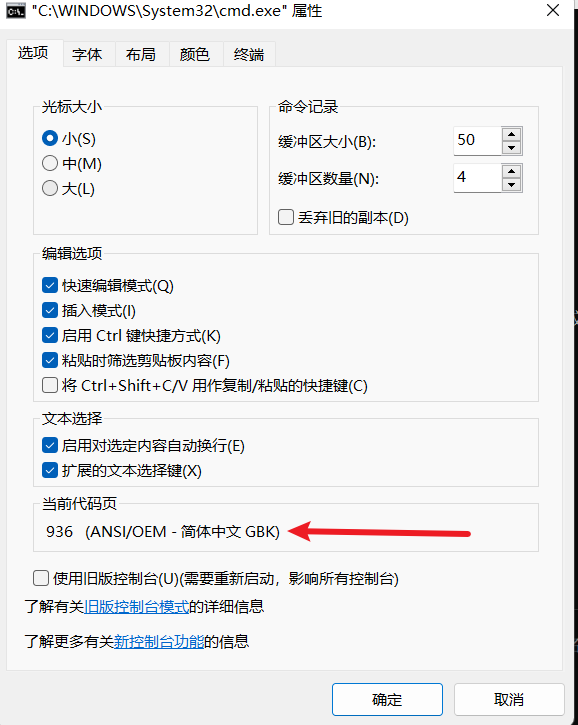 "C:\WINDOWS\System32\cmd.exe" 属性
选项 字体 布局 颜色 终端
光标大小
小(S)
中(M)
大(L)
命令记录
缓冲区大小(B): 50
缓冲区数量(N): 4
丢弃旧的副本(D)
编辑选项
快速编辑模式(Q)
插入模式(I)
启用 Ctrl 键快捷方式(K)
粘贴时筛选剪贴板内容(F)
将 Ctrl+Shift+C/V 用作复制/粘贴的快捷键(C)
文本选择
启用对选定内容自动换行(E)
扩展的文本选择键(X)
当前代码页
936 (ANSI/OEM - 简体中文 GBK)
使用旧版控制台(U)(需要重新启动，影响所有控制台)
了解有关旧版控制台模式的详细信息
了解更多有关新控制台功能的信息
确定 取消